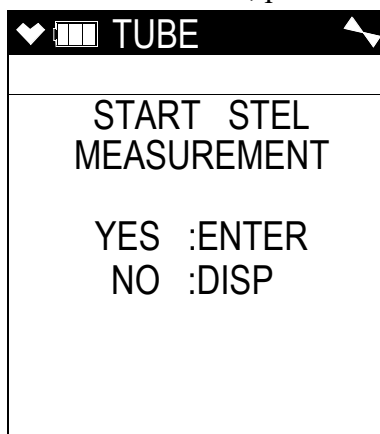 TUBE
START STEL
MEASUREMENT
YES :ENTER
NO :DISP